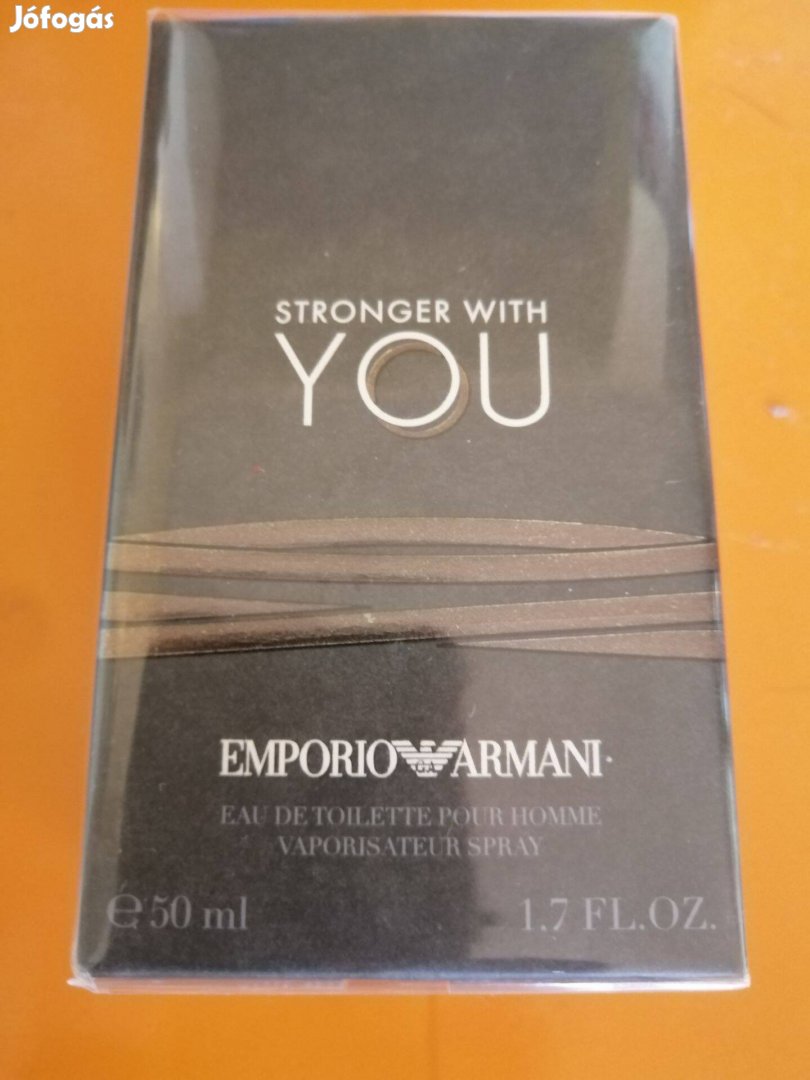 Jófogás
STRONGER WITH
YOU
EMPORIO ARMANI
EAU DE TOILETTE POUR HOMME
VAPORISATEUR SPRAY
℮ 50 ml 1.7 FL.OZ.